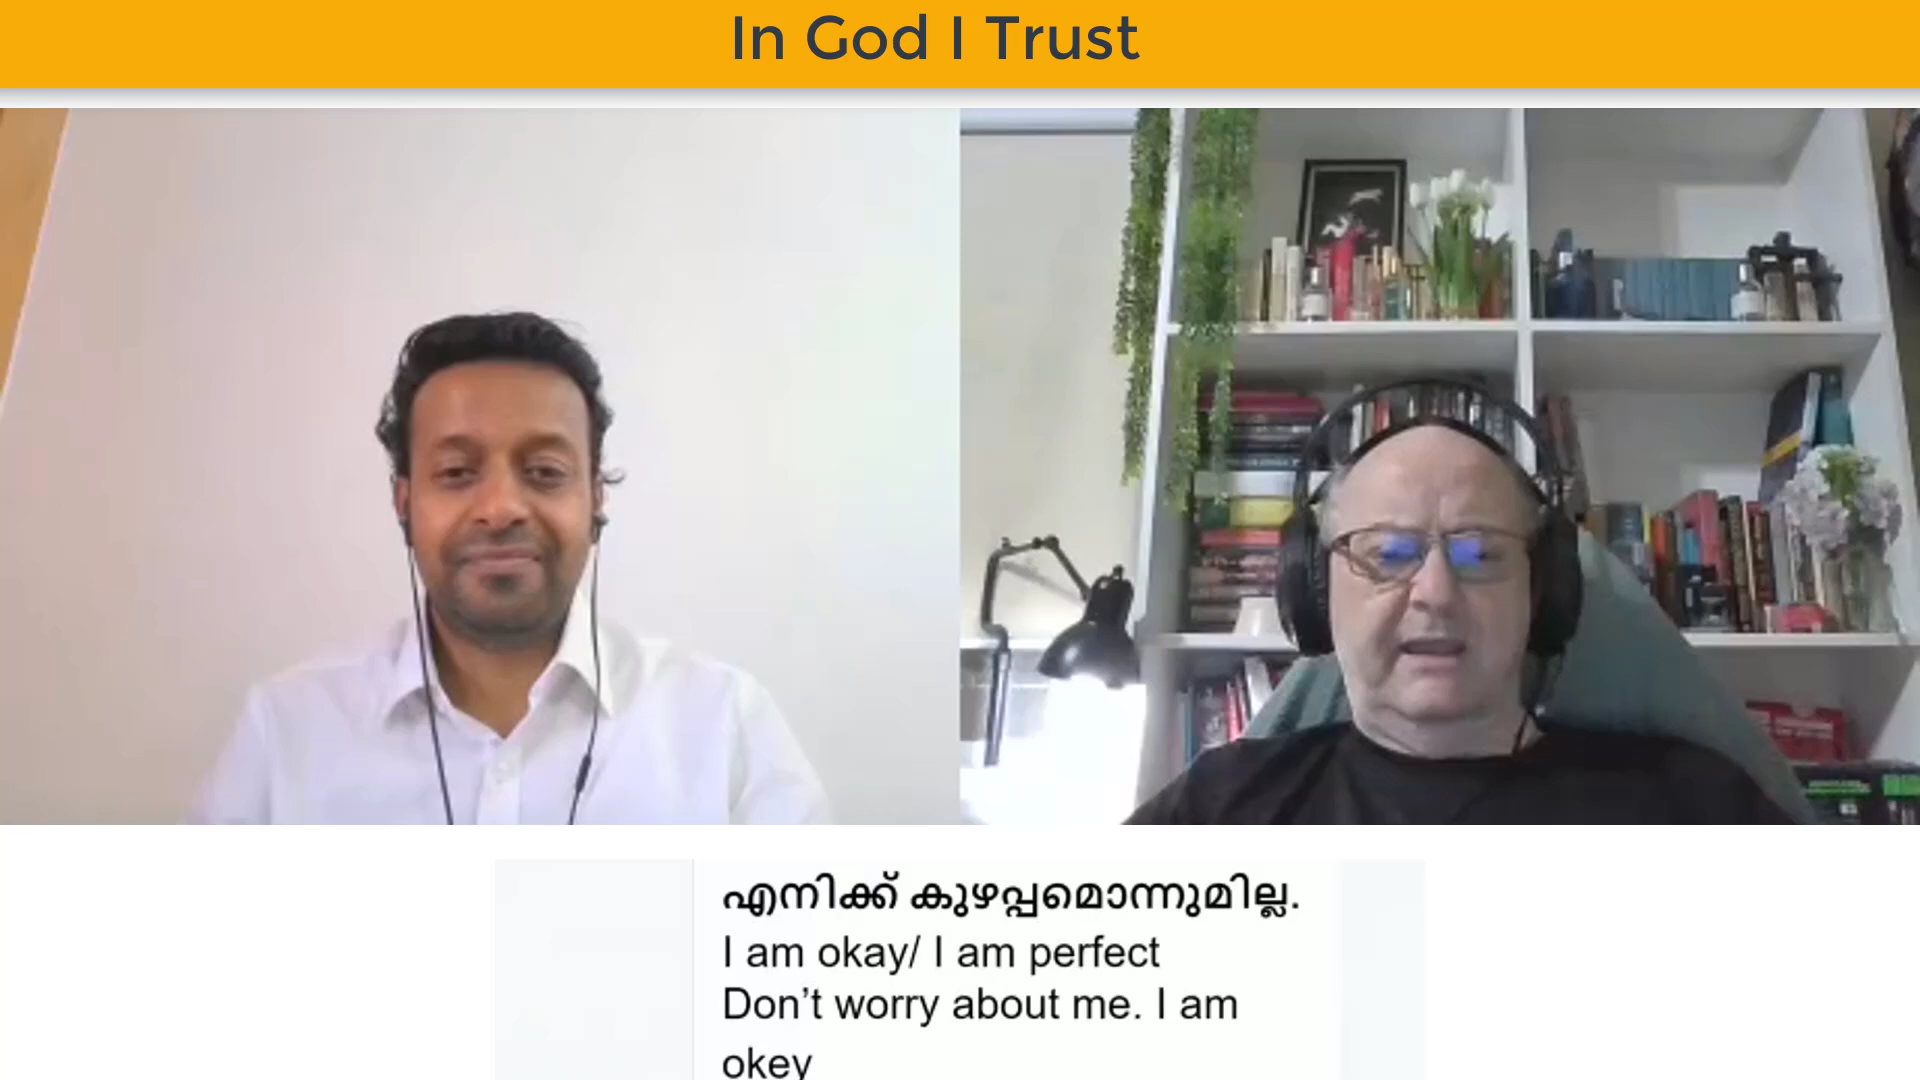 In God I Trust
എനിക്ക് കുഴപ്പമൊന്നുമില്ല.
I am okay/ I am perfect
Don’t worry about me. I am
okey